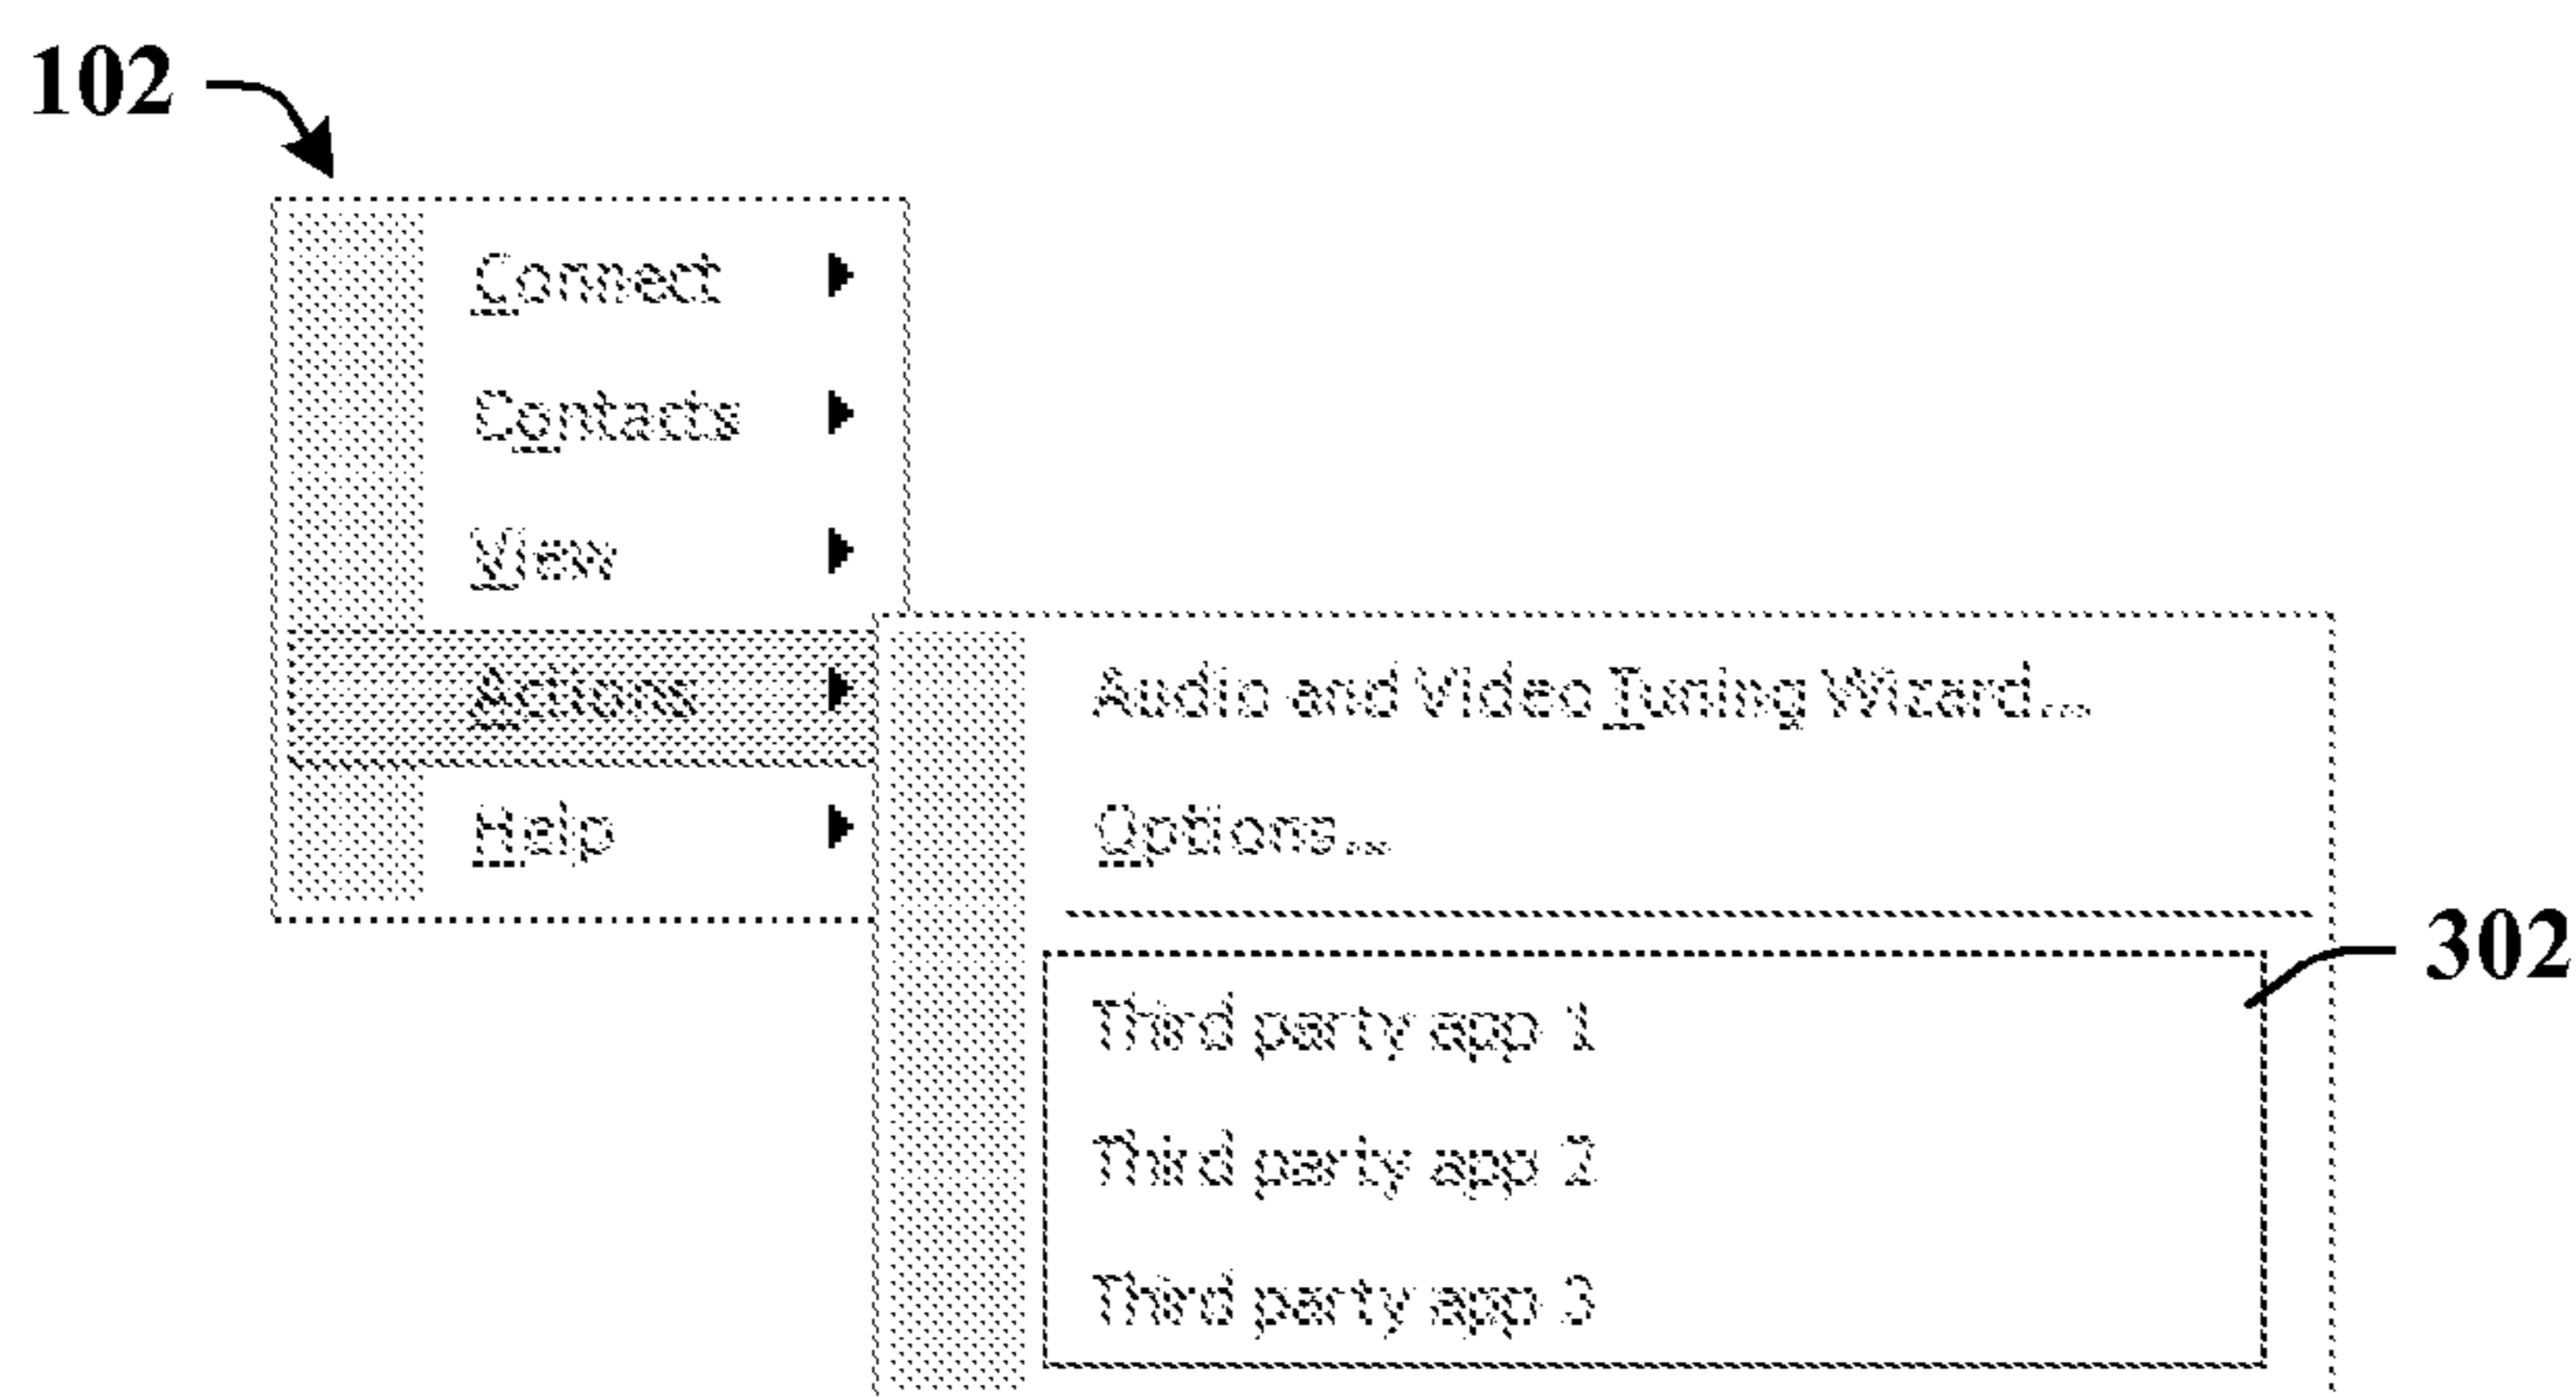 102
Connect
Contacts
View
Actions
Help
Audio and Video Tuning Wizard...
Options...
302
Third party app 1
Third party app 2
Third party app 3